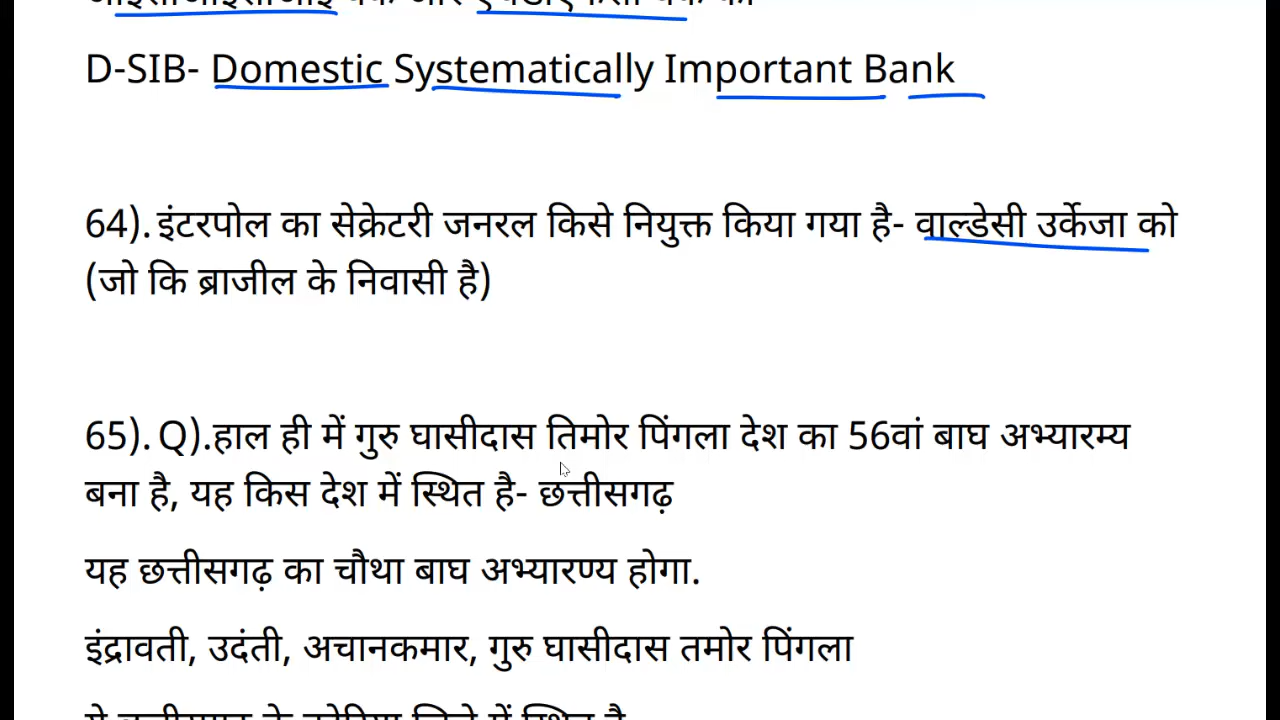 D-SIB- Domestic Systematically Important Bank
64). इंटरपोल का सेक्रेटरी जनरल किसे नियुक्त किया गया है- वाल्डेसी उर्केजा को
(जो कि ब्राजील के निवासी है)
65). Q).हाल ही में गुरु घासीदास तिमोर पिंगला देश का 56वां बाघ अभ्यारम्य
बना है, यह किस देश में स्थित है- छत्तीसगढ़
यह छत्तीसगढ़ का चौथा बाघ अभ्यारण्य होगा.
इंद्रावती, उदंती, अचानकमार, गुरु घासीदास तमोर पिंगला